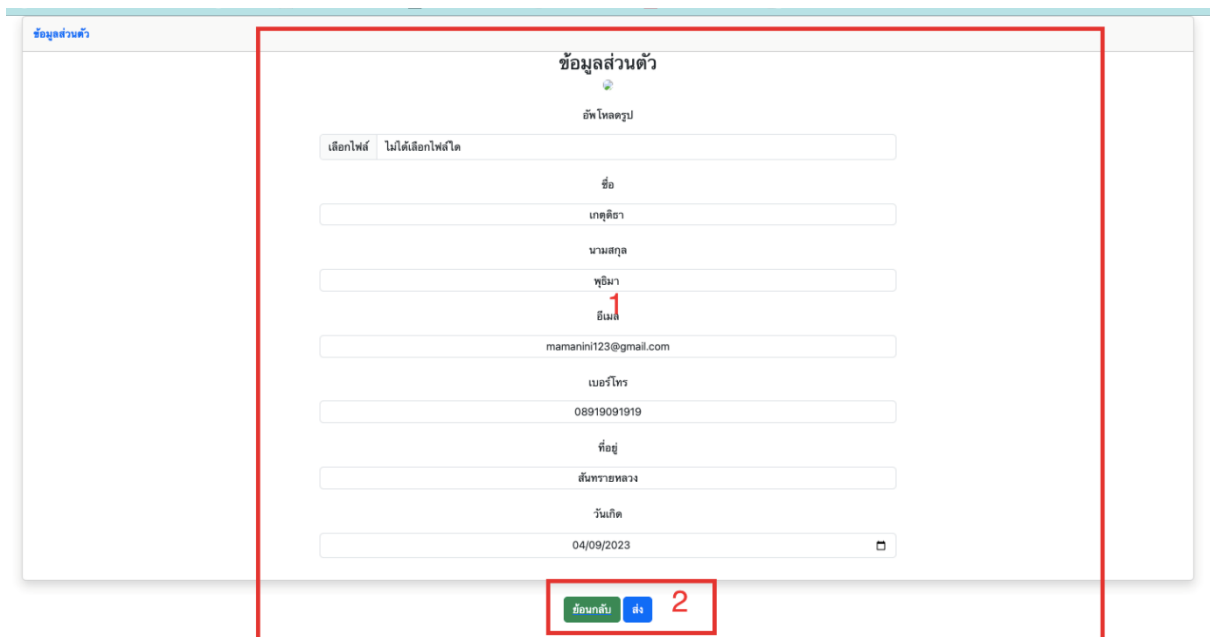 ข้อมูลส่วนตัว
ข้อมูลส่วนตัว
อัพโหลดรูป
เลือกไฟล์ ไม่ได้เลือกไฟล์ใด
ชื่อ
เกตุติธา
นามสกุล
พุธิมา
1
อีเมล
mamanini123@gmail.com
เบอร์โทร
08919091919
ที่อยู่
สันทรายหลวง
วันเกิด
04/09/2023
ย้อนกลับ ส่ง 2